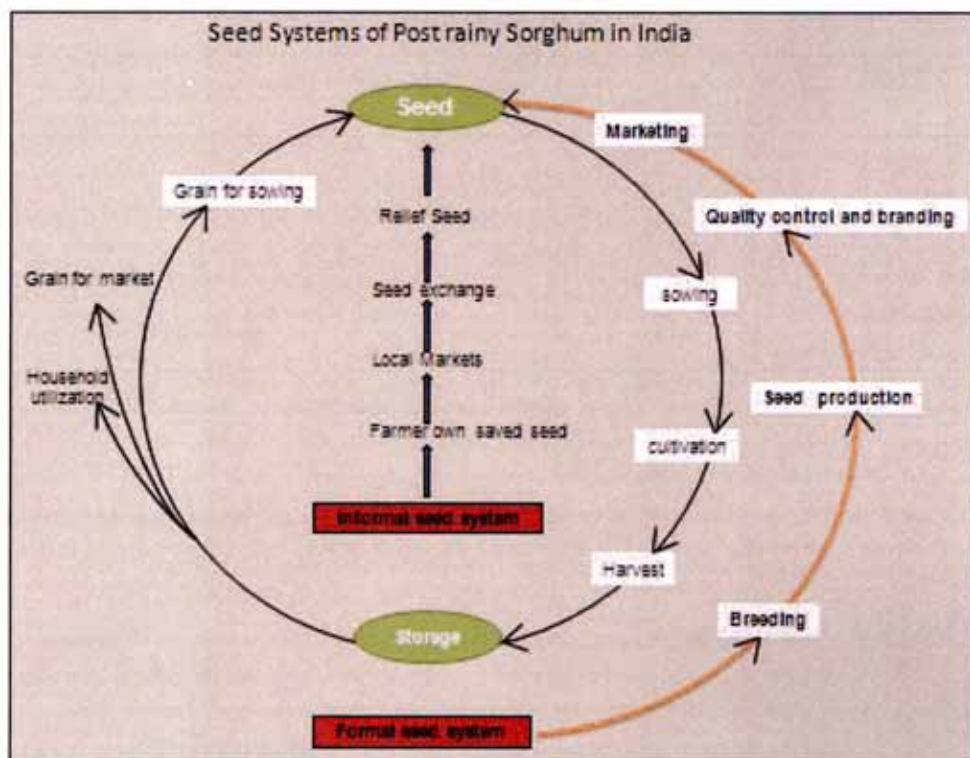 Seed Systems of Post rainy Sorghum in India
Seed
Marketing
Grain for sowing
Relief Seed
Quality control and branding
Grain for market
Seed exchange
sowing
Local Markets
Household
utilization
Seed production
Farmer own saved seed
cultivation
Informal seed system
Harvest
Breeding
Storage
Formal seed system